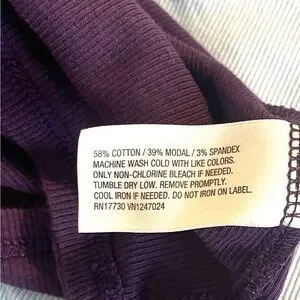 58% COTTON / 39% MODAL / 3% SPANDEX
MACHINE WASH COLD WITH LIKE COLORS.
ONLY NON-CHLORINE BLEACH IF NEEDED.
TUMBLE DRY LOW. REMOVE PROMPTLY.
COOL IRON IF NEEDED. DO NOT IRON ON LABEL.
RN17730 VN1247024